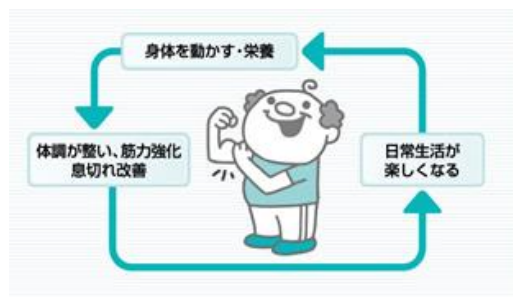 身体を動かす・栄養
体調が整い、筋力強化
息切れ改善
日常生活が
楽しくなる